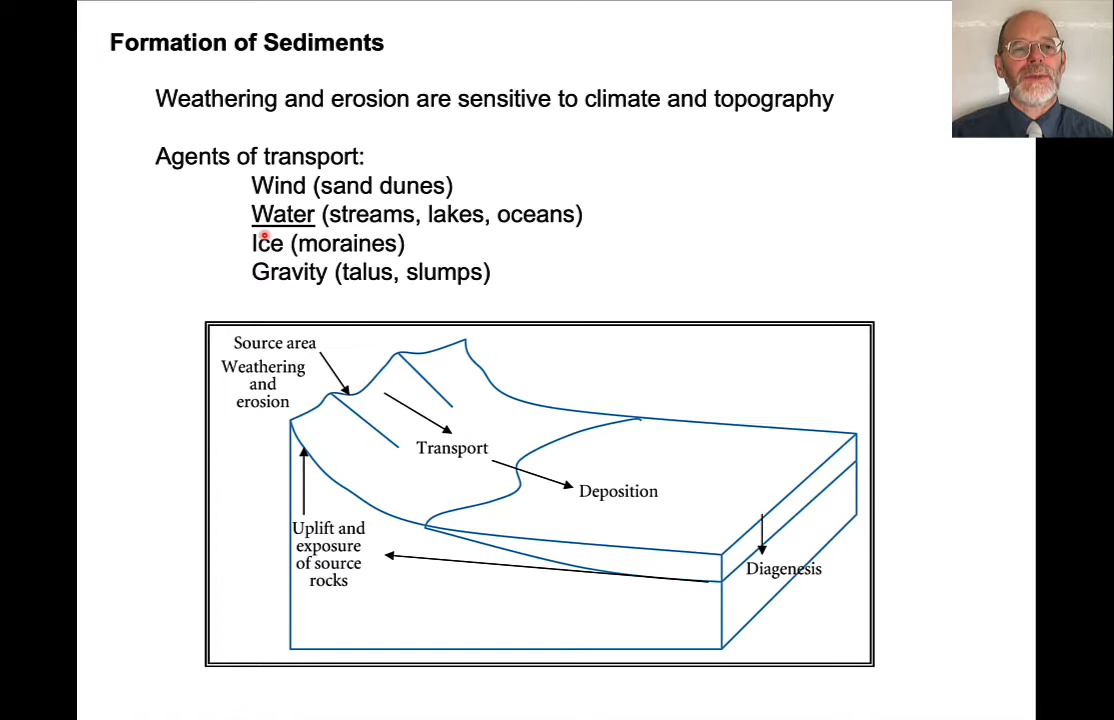 Formation of Sediments
Weathering and erosion are sensitive to climate and topography
Agents of transport:
Wind (sand dunes)
Water (streams, lakes, oceans)
Ice (moraines)
Gravity (talus, slumps)
Source area
Weathering
and
erosion
Transport
Deposition
Uplift and
exposure
of source
rocks
Diagenesis